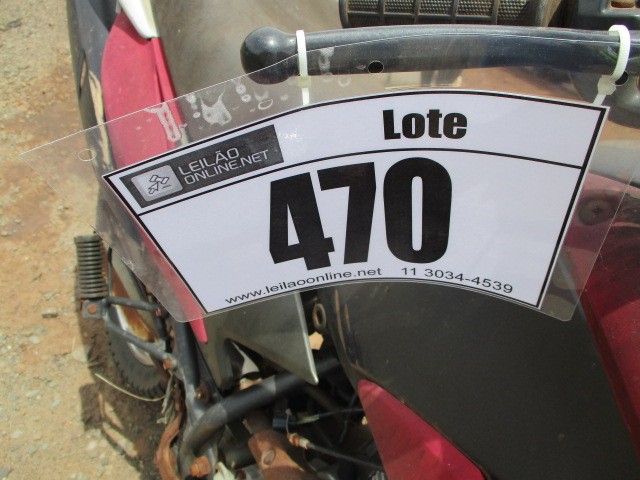 Lote
LEILÃO
ONLINE.NET
470
www.leilaoonline.net 11 3034-4539